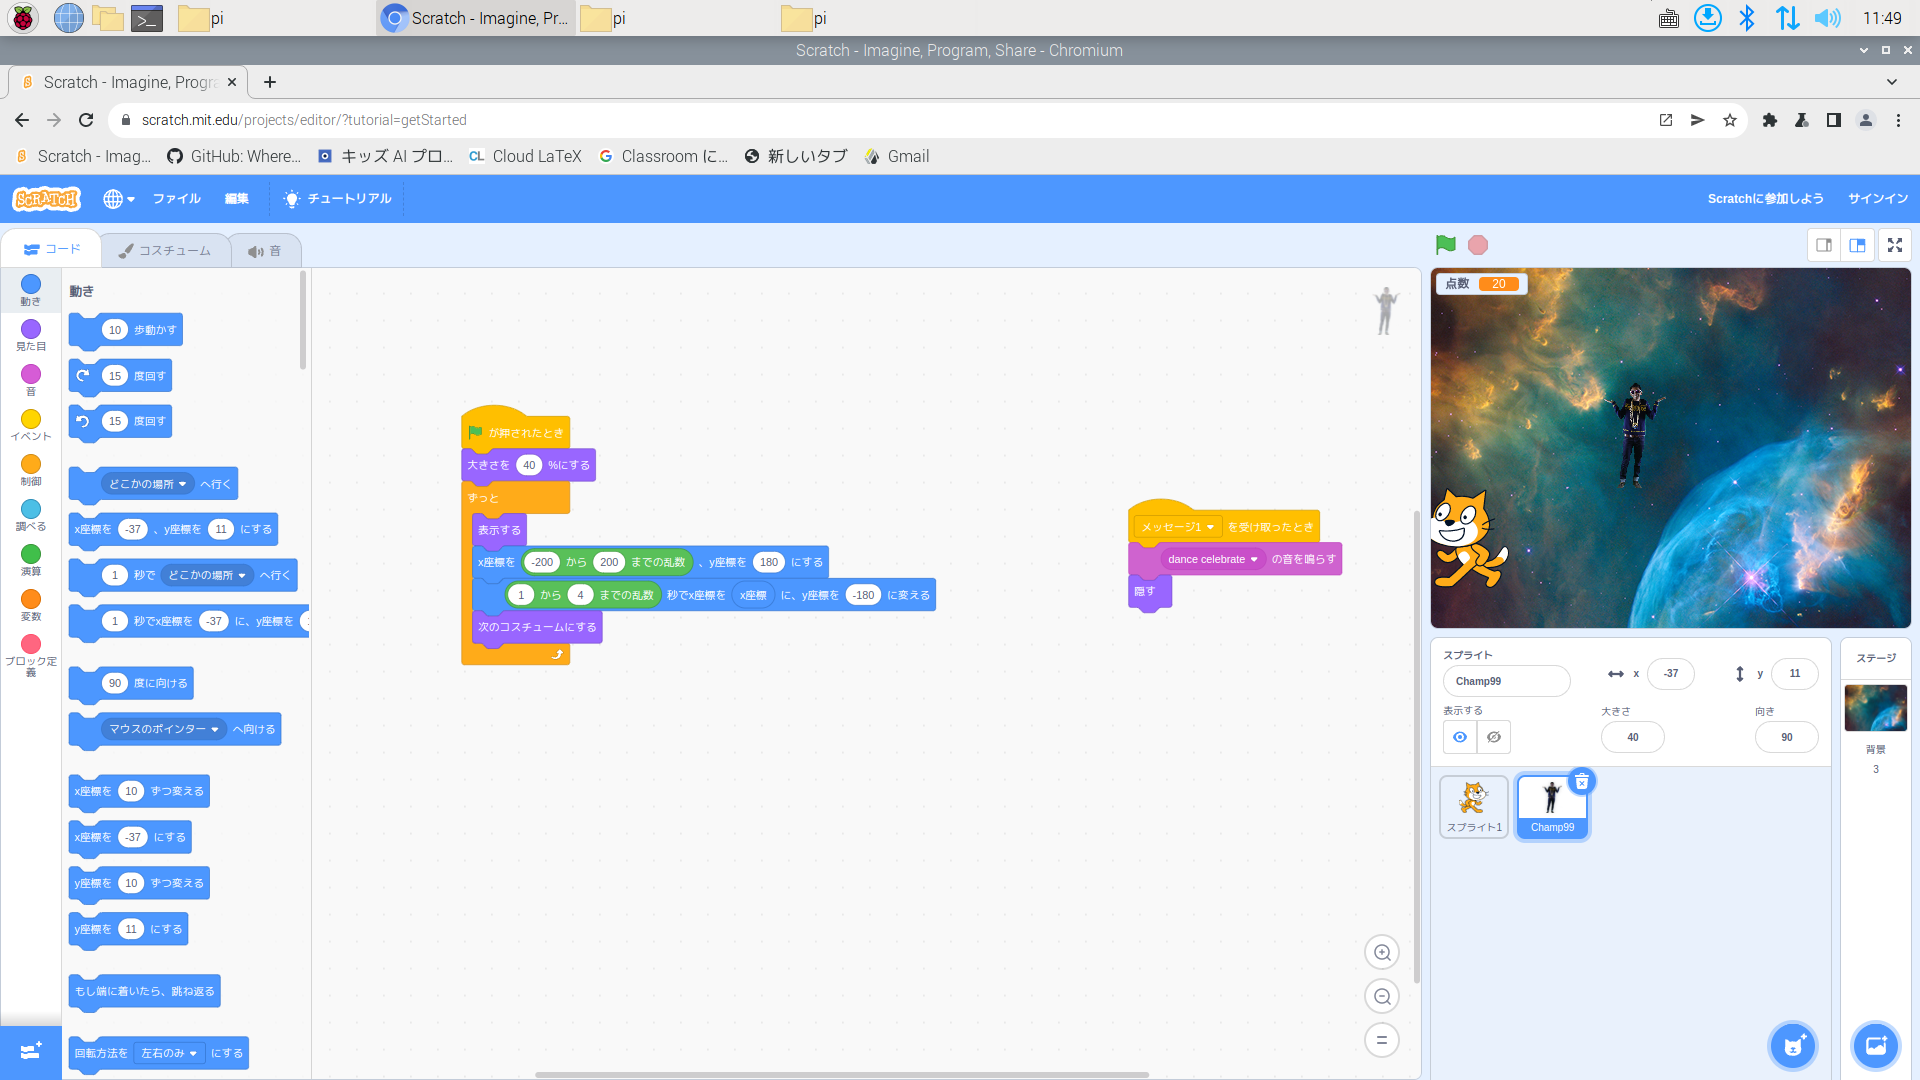 pi
Scratch - Imagine, Pr...
pi
pi
11:49
Scratch - Imagine, Program, Share - Chromium
Scratch - Imagine, Progr
scratch.mit.edu/projects/editor/?tutorial=getStarted
Scratch - Imag...
GitHub: Where...
キッズ AI プロ...
CL Cloud LaTeX
Classroom に...
新しいタブ
Gmail
SCRATCH
ファイル
編集
チュートリアル
Scratchに参加しよう
サインイン
コード
コスチューム
音
動き
見た目
音
イベント
制御
調べる
演算
変数
ブロック定
義
動き
10 歩動かす
15 度回す
15 度回す
どこかの場所 へ行く
x座標を -37 、y座標を 11 にする
1 秒で どこかの場所 へ行く
1 秒でx座標を -37 に、y座標を
90 度に向ける
マウスのポインター へ向ける
x座標を 10 ずつ変える
x座標を -37 にする
y座標を 10 ずつ変える
y座標を 11 にする
もし端に着いたら、跳ね返る
回転方法を 左右のみ にする
が押されたとき
大きさを 40 %にする
ずっと
表示する
x座標を -200 から 200 までの乱数 、y座標を 180 にする
1 から 4 までの乱数 秒でx座標を x座標 に、y座標を -180 に変える
次のコスチュームにする
メッセージ1 を受け取ったとき
dance celebrate の音を鳴らす
隠す
点数 20
スプライト
Champ99
x -37
y 11
表示する
大きさ
40
向き
90
スプライト1
Champ99
ステージ
背景
3